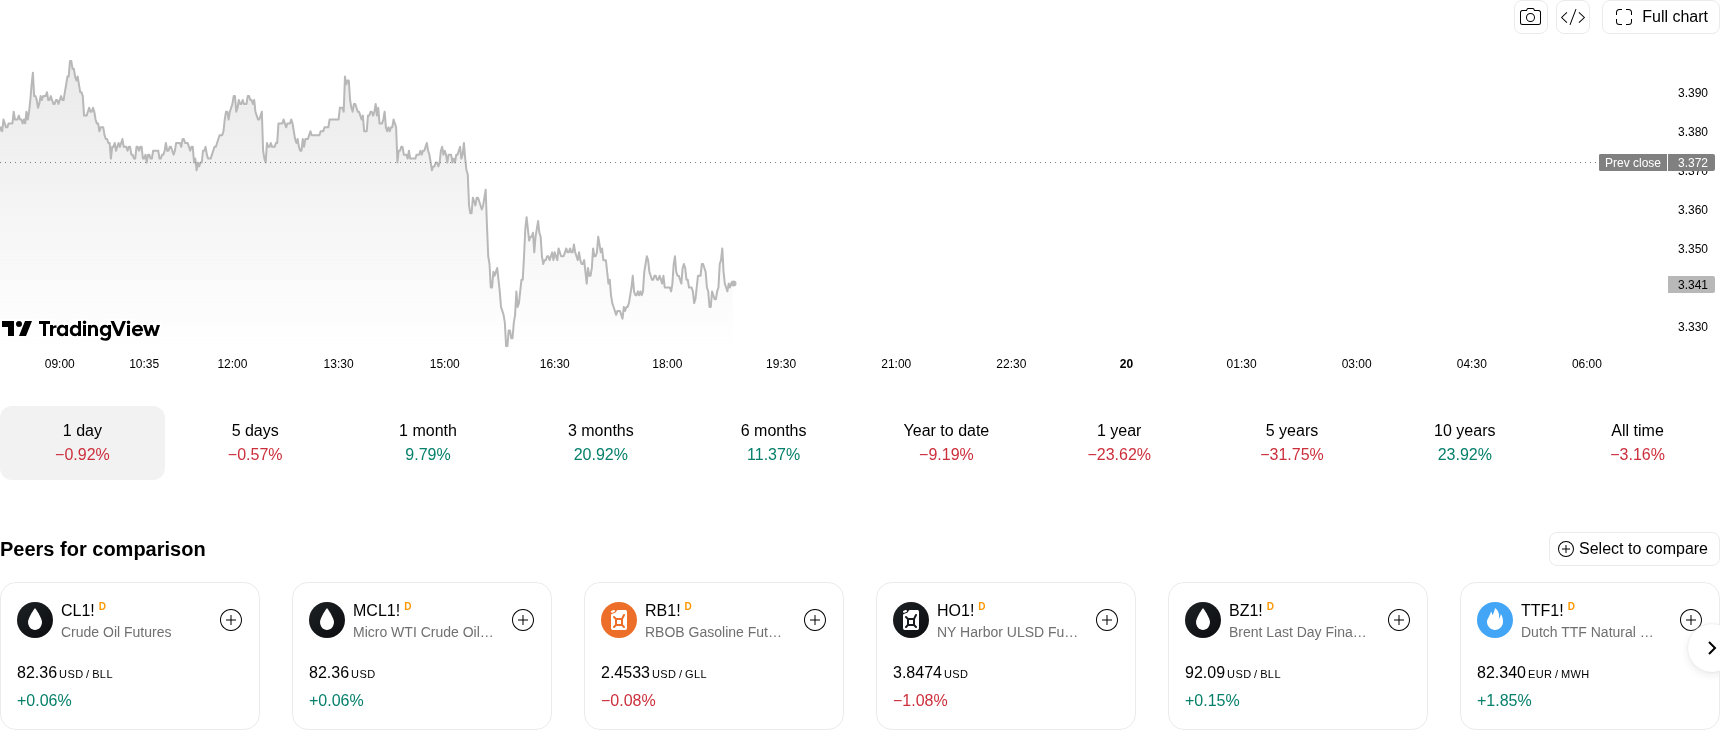 Full chart
3.390
3.380
Prev close 3.372
3.370
3.360
3.350
3.341
3.330
TradingView
09:00 10:35 12:00 13:30 15:00 16:30 18:00 19:30 21:00 22:30 20 01:30 03:00 04:30 06:00
1 day 5 days 1 month 3 months 6 months Year to date 1 year 5 years 10 years All time
−0.92% −0.57% 9.79% 20.92% 11.37% −9.19% −23.62% −31.75% 23.92% −3.16%
Peers for comparison Select to compare
CL1! D MCL1! D RB1! D HO1! D BZ1! D TTF1! D
Crude Oil Futures Micro WTI Crude Oil… RBOB Gasoline Fut… NY Harbor ULSD Fu… Brent Last Day Fina… Dutch TTF Natural …
82.36 USD / BLL 82.36 USD 2.4533 USD / GLL 3.8474 USD 92.09 USD / BLL 82.340 EUR / MWH
+0.06% +0.06% −0.08% −1.08% +0.15% +1.85%